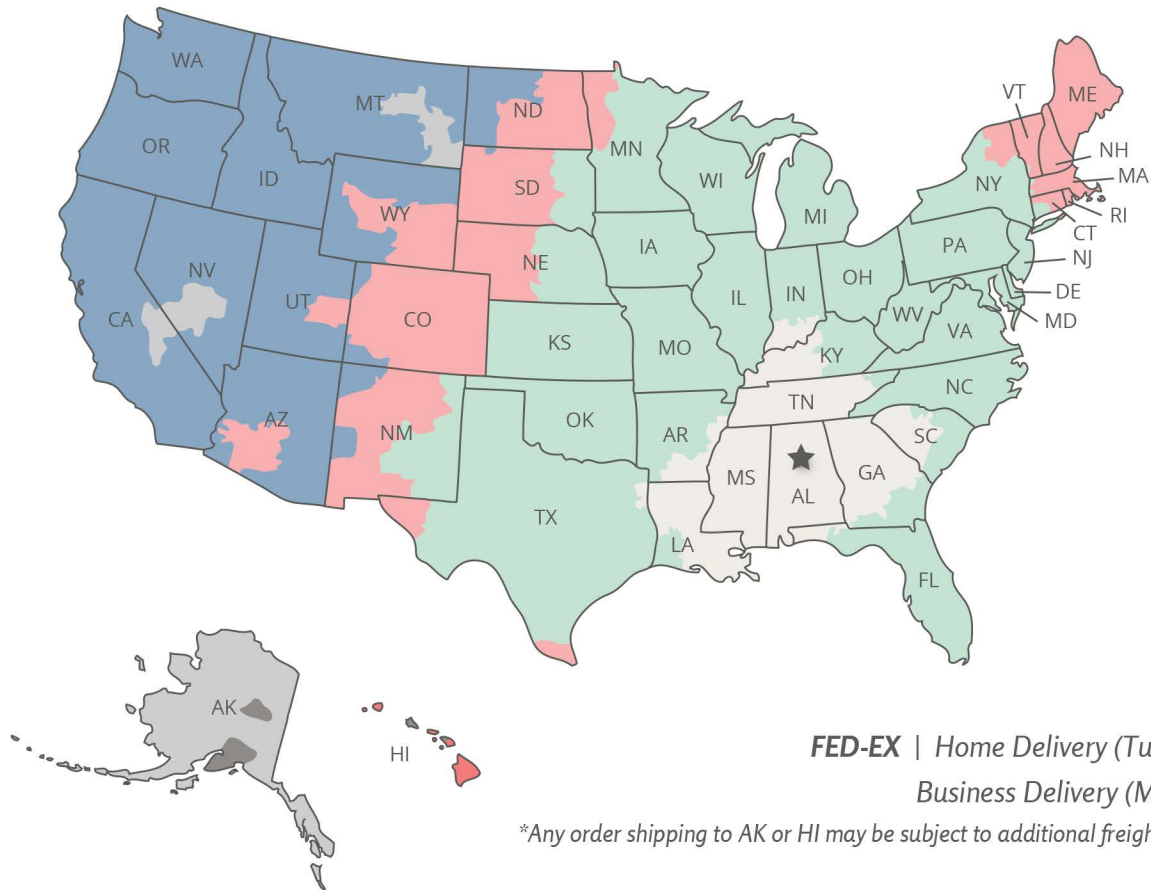 WA
MT
ND
MN
VT
ME
OR
ID
SD
WI
NH
MA
WY
NY
MI
RI
IA
CT
NE
PA
NJ
NV
UT
IL
IN
OH
DE
CA
CO
WV
MD
KS
MO
KY
VA
TN
NC
AZ
NM
OK
AR
SC
MS
AL
GA
TX
LA
FL
AK
HI
FED-EX | Home Delivery (Tu
Business Delivery (M
*Any order shipping to AK or HI may be subject to additional freigh